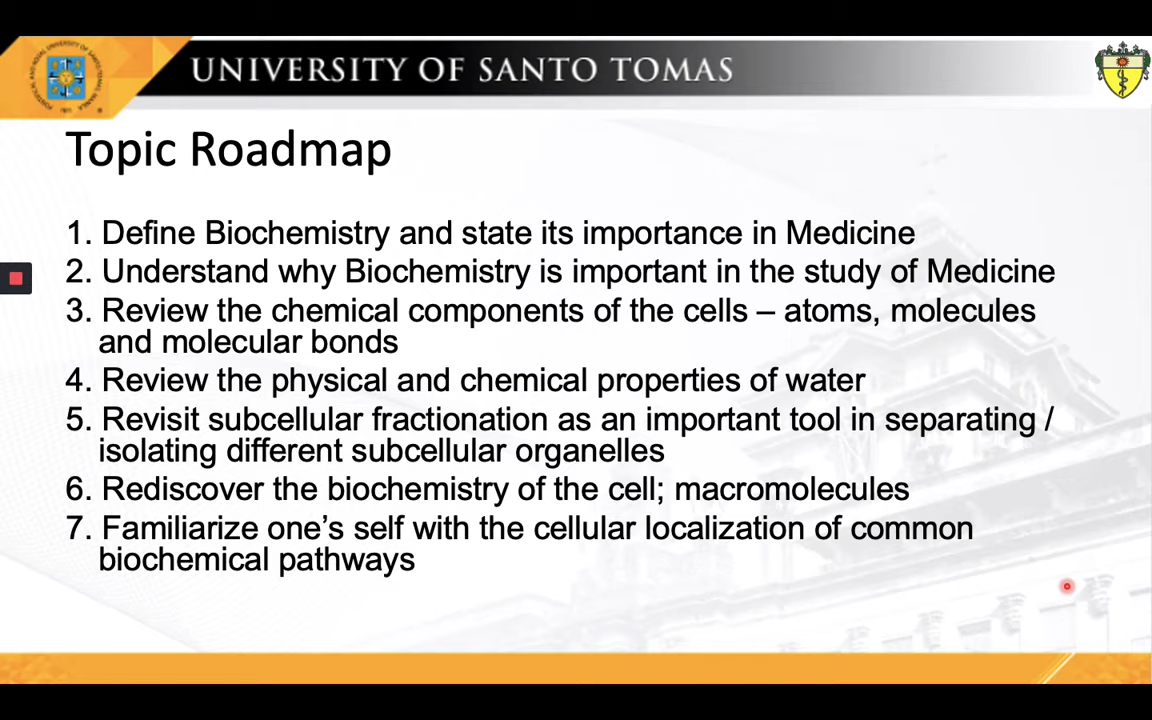 UNIVERSITY OF SANTO TOMAS
Topic Roadmap
1. Define Biochemistry and state its importance in Medicine
2. Understand why Biochemistry is important in the study of Medicine
3. Review the chemical components of the cells – atoms, molecules
and molecular bonds
4. Review the physical and chemical properties of water
5. Revisit subcellular fractionation as an important tool in separating /
isolating different subcellular organelles
6. Rediscover the biochemistry of the cell; macromolecules
7. Familiarize one’s self with the cellular localization of common
biochemical pathways